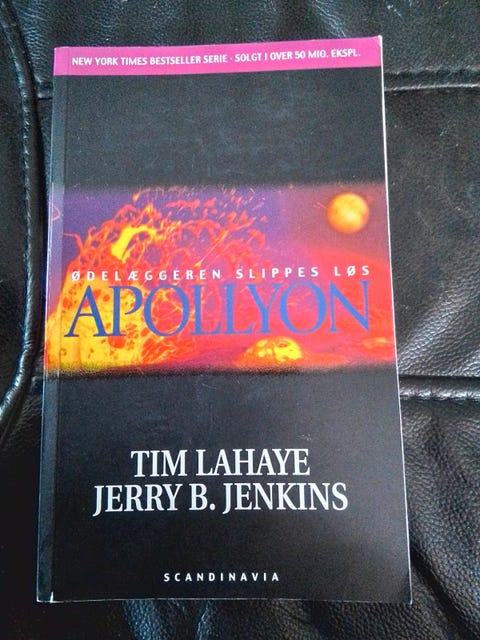 NEW YORK TIMES BESTSELLER SERIE · SOLGT I OVER 50 MIO. EKSPL.
ØDELÆGGEREN SLIPPES LØS
APOLLYON
TIM LAHAYE
JERRY B. JENKINS
SCANDINAVIA